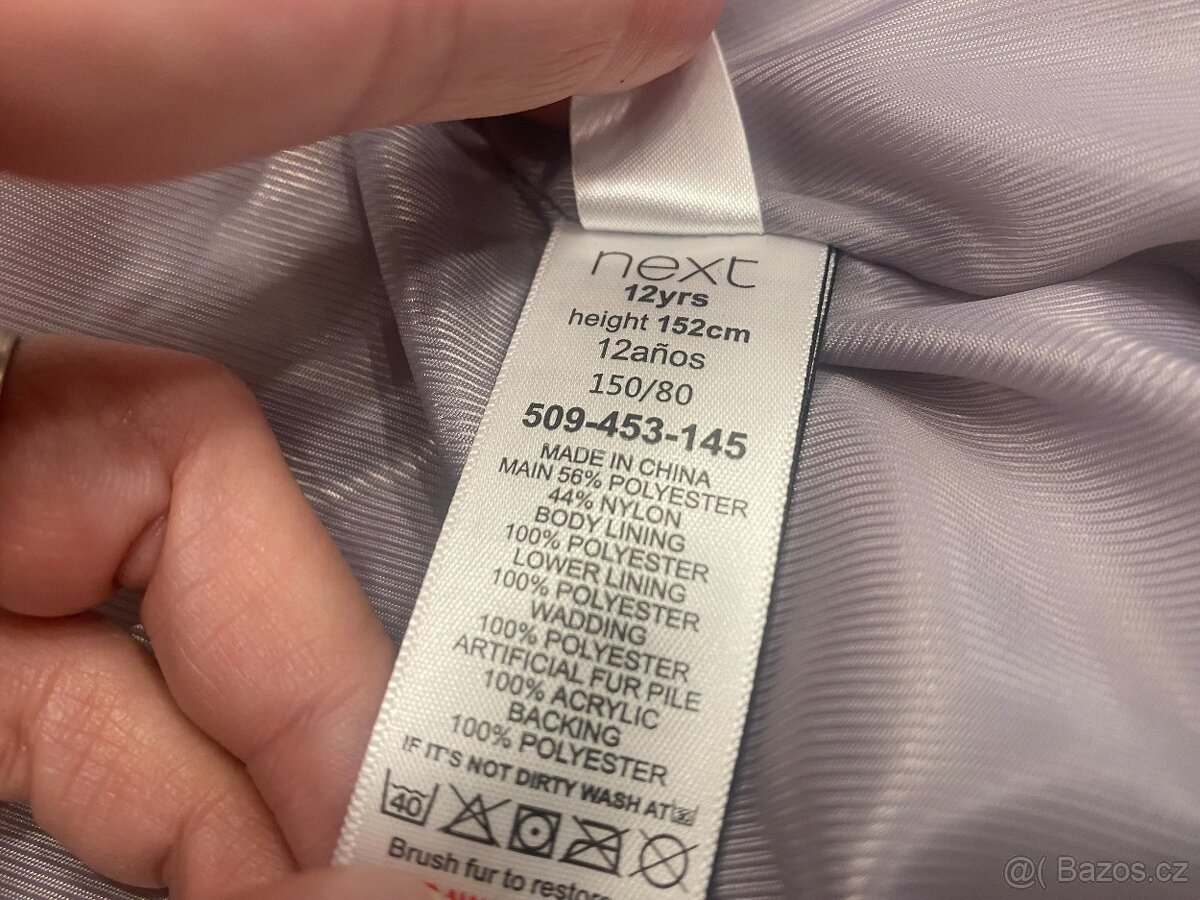 next
12yrs
height 152cm
12años
150/80
509-453-145
MADE IN CHINA
MAIN 56% POLYESTER
44% NYLON
BODY LINING
100% POLYESTER
LOWER LINING
100% POLYESTER
WADDING
100% POLYESTER
ARTIFICIAL FUR PILE
100% ACRYLIC
BACKING
100% POLYESTER
IF IT'S NOT DIRTY WASH AT
40
Brush fur to
@( Bazos.cz